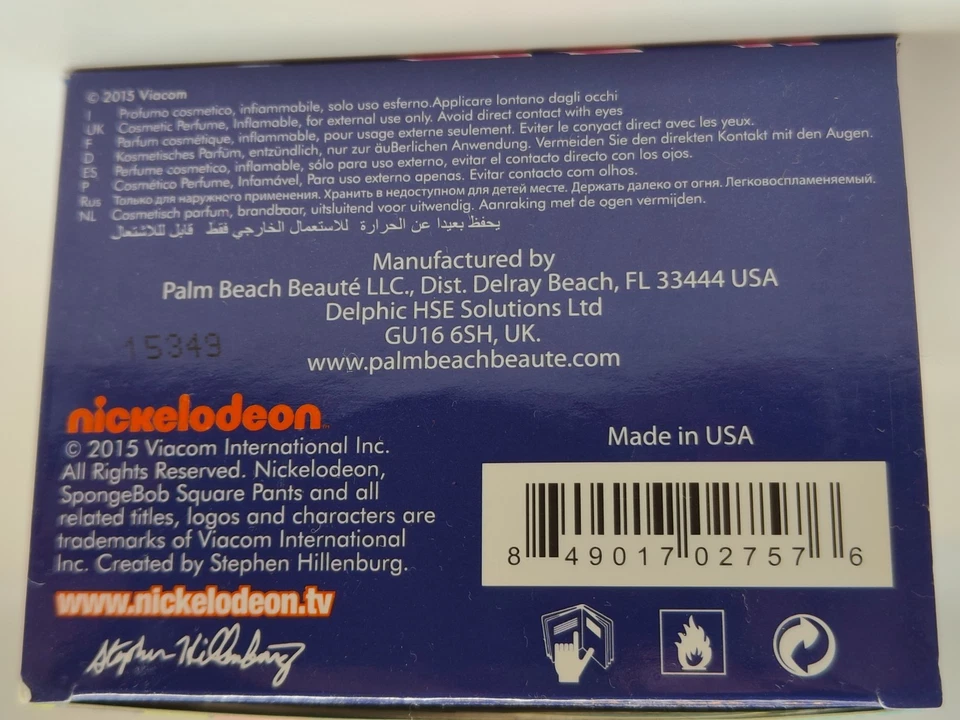 © 2015 Viacom
I Profumo cosmetico, infiammabile, solo uso esferno.Applicare lontano dagli occhi
UK Cosmetic Perfume, Inflamable, for external use only. Avoid direct contact with eyes
F Parfum cosmétique, inflammable, pour usage externe seulement. Eviter le conyact direct avec les yeux.
D Kosmetisches Parfüm, entzündlich, nur zur äuBerlichen Anwendung. Vermeiden Sie den direkten Kontakt mit den Augen.
ES Perfume cosmetico, inflamable, sólo para uso externo, evitar el contacto directo con los ojos.
P Cosmético Perfume, Infamável, Para uso externo apenas. Evitar contacto com olhos.
Rus Только для наружного применения. Хранить в недоступном для детей месте. Держать далеко от огня. Легковоспламеняемый.
NL Cosmetisch parfum, brandbaar, uitsluitend voor uitwendig. Aanraking met de ogen vermijden.
يحفظ بعيدا عن الحرارة للاستعمال الخارجي فقط قابل للاشتعال
Manufactured by
Palm Beach Beauté LLC., Dist. Delray Beach, FL 33444 USA
Delphic HSE Solutions Ltd
GU16 6SH, UK.
www.palmbeachbeaute.com
15349
nickelodeon
© 2015 Viacom International Inc.
All Rights Reserved. Nickelodeon,
SpongeBob Square Pants and all
related titles, logos and characters are
trademarks of Viacom International
Inc. Created by Stephen Hillenburg.
www.nickelodeon.tv
Stephen Hillenburg
Made in USA
8 49017 02757 6